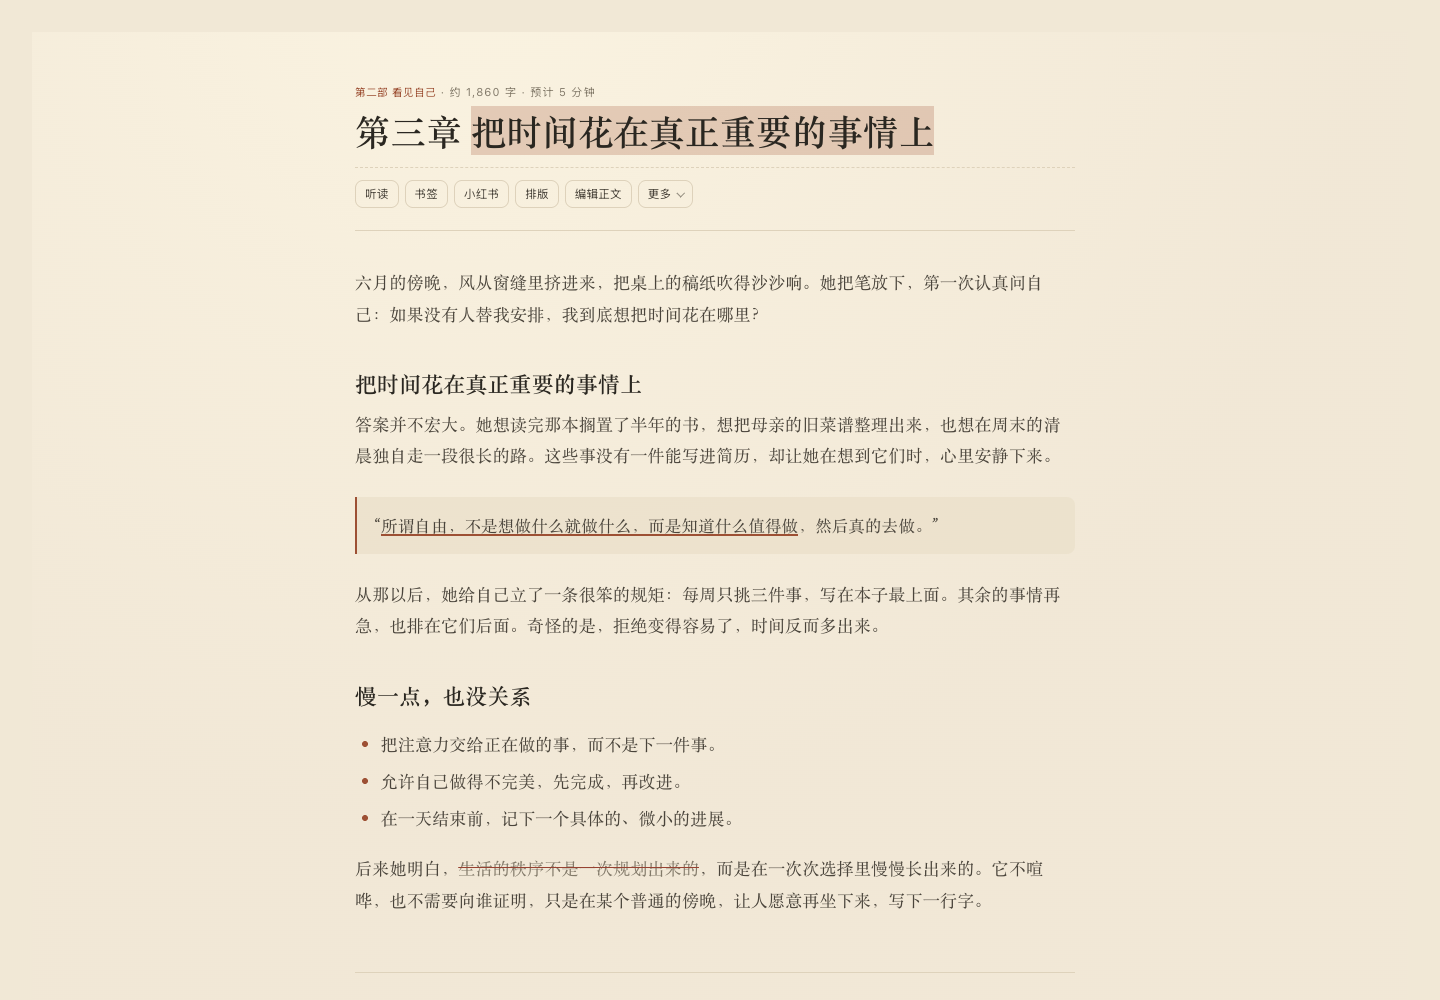 第二部 看见自己 · 约 1,860 字 · 预计 5 分钟
第三章 把时间花在真正重要的事情上
听读 书签 小红书 排版 编辑正文 更多
六月的傍晚，风从窗缝里挤进来，把桌上的稿纸吹得沙沙响。她把笔放下，第一次认真问自
己：如果没有人替我安排，我到底想把时间花在哪里？
把时间花在真正重要的事情上
答案并不宏大。她想读完那本搁置了半年的书，想把母亲的旧菜谱整理出来，也想在周末的清
晨独自走一段很长的路。这些事没有一件能写进简历，却让她在想到它们时，心里安静下来。
“所谓自由，不是想做什么就做什么，而是知道什么值得做，然后真的去做。”
从那以后，她给自己立了一条很笨的规矩：每周只挑三件事，写在本子最上面。其余的事情再
急，也排在它们后面。奇怪的是，拒绝变得容易了，时间反而多出来。
慢一点，也没关系
把注意力交给正在做的事，而不是下一件事。
允许自己做得不完美，先完成，再改进。
在一天结束前，记下一个具体的、微小的进展。
后来她明白，生活的秩序不是一次规划出来的，而是在一次次选择里慢慢长出来的。它不喧
哗，也不需要向谁证明，只是在某个普通的傍晚，让人愿意再坐下来，写下一行字。